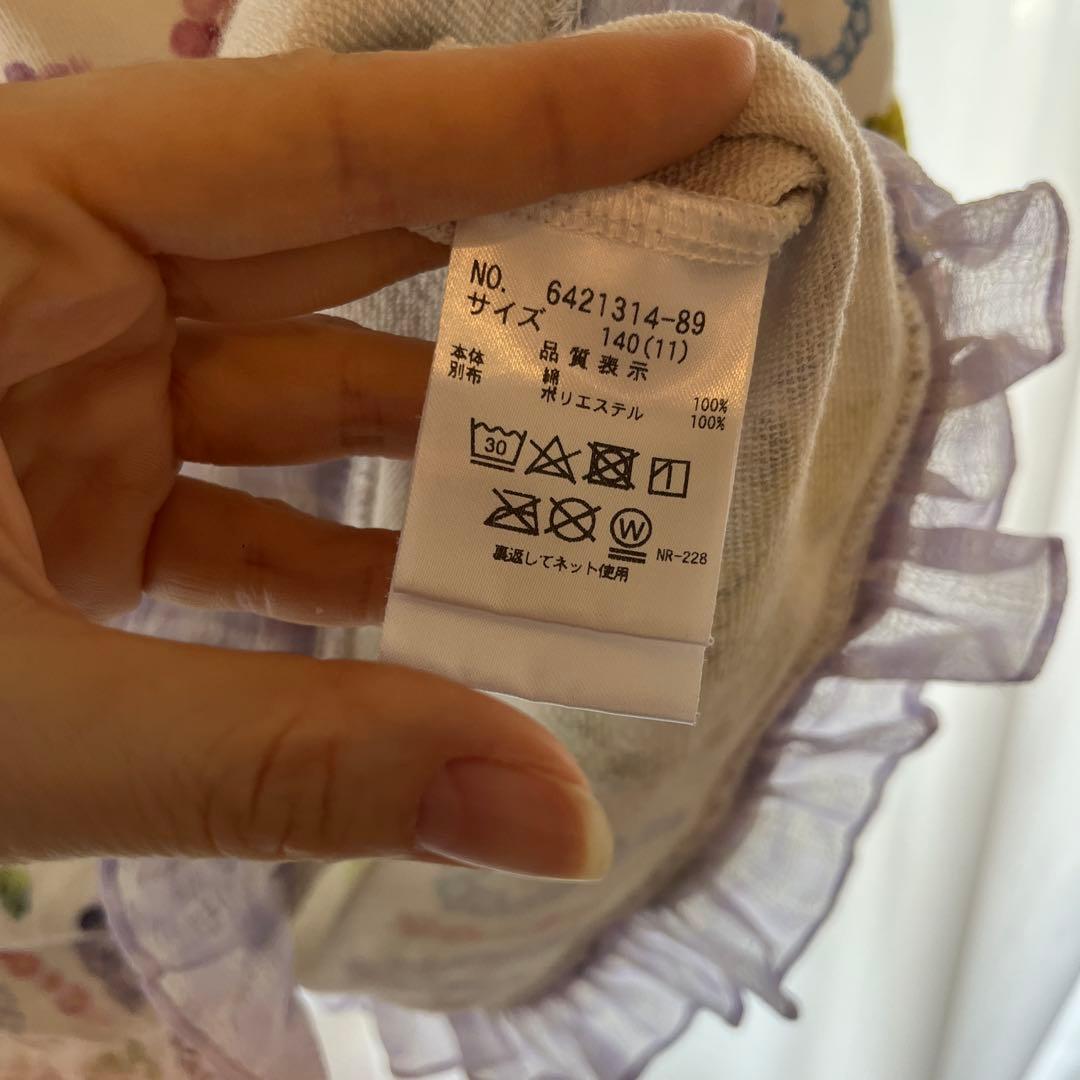 NO. 6421314-89
サイズ 140(11)
品質表示
本体 綿 100%
別布 ポリエステル 100%
30
W
裏返してネット使用 NR-228